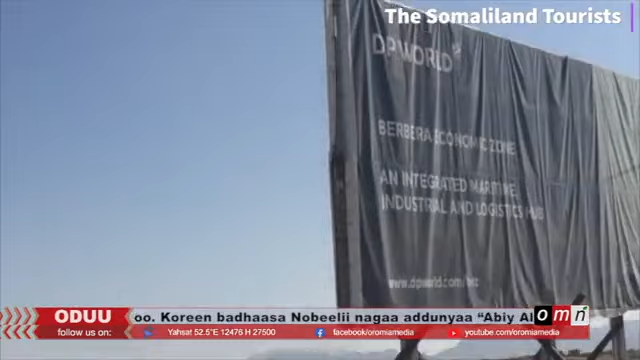 The Somaliland Tourists
DP WORLD
BERBERA ECONOMIC ZONE
AN INTEGRATED MARITIME,
INDUSTRIAL AND LOGISTICS HUB
www.dpworld.com/bez
ODUU
oo. Koreen badhaasa Nobeelii nagaa addunyaa “Abiy Al
omn
follow us on:
Yahsat 52.5°E 12476 H 27500
facebook/oromiamedia
youtube.com/oromiamedia